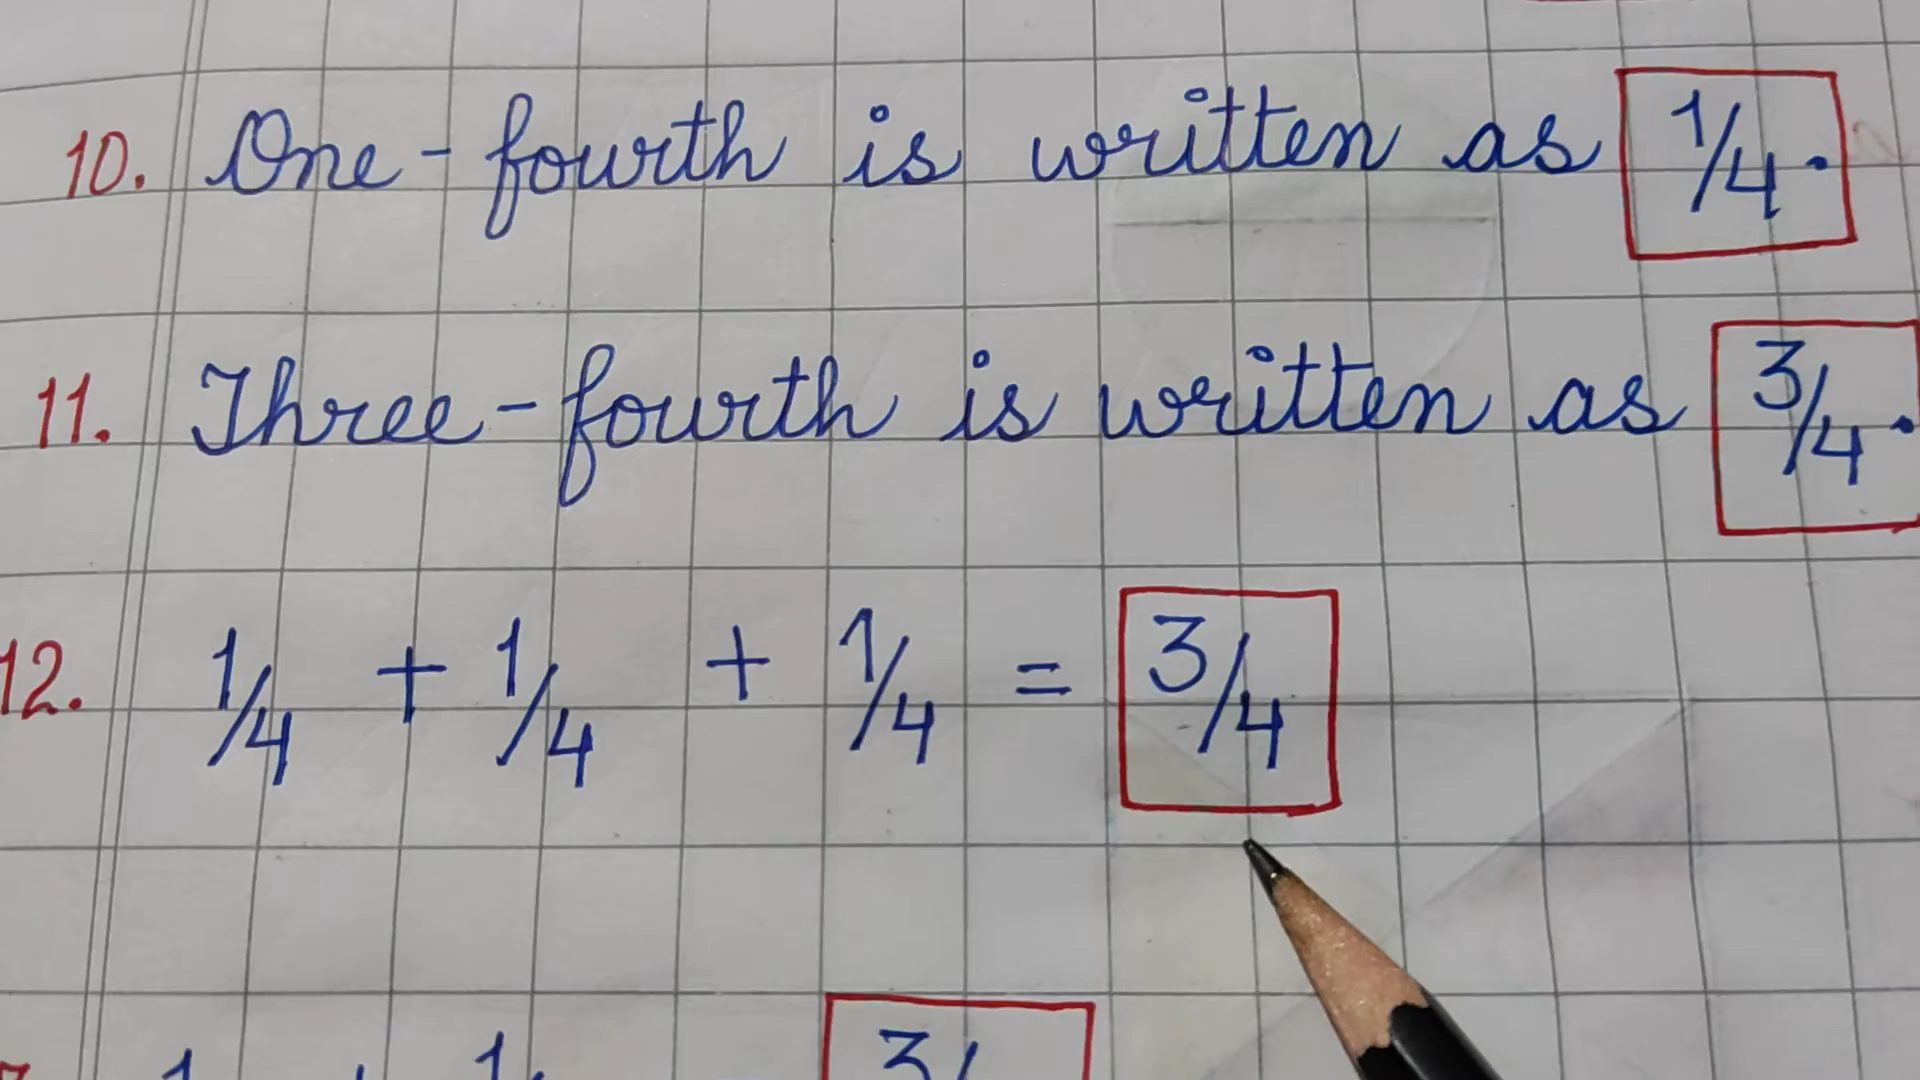 10. One-fourth is written as 1/4.
11. Three-fourth is written as 3/4.
12. 1/4 + 1/4 + 1/4 = 3/4